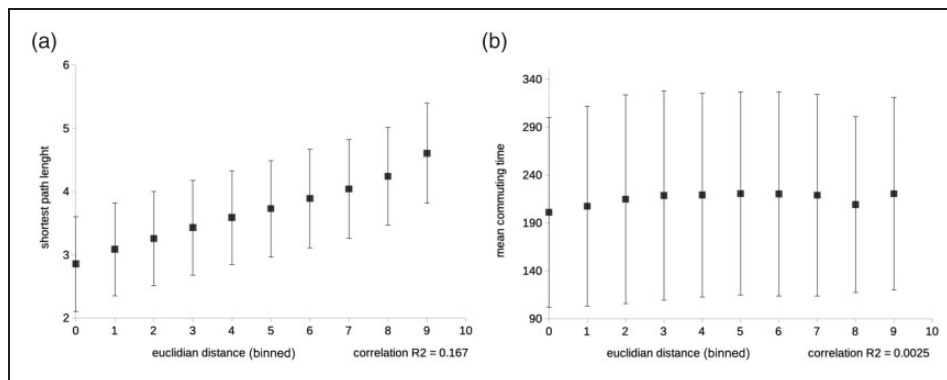 (a)
6
5
4
3
2
shortest path lenght
0 1 2 3 4 5 6 7 8 9 10
euclidian distance (binned) correlation R2 = 0.167
(b)
340
290
240
190
140
90
mean commuting time
0 1 2 3 4 5 6 7 8 9 10
euclidian distance (binned) correlation R2 = 0.0025